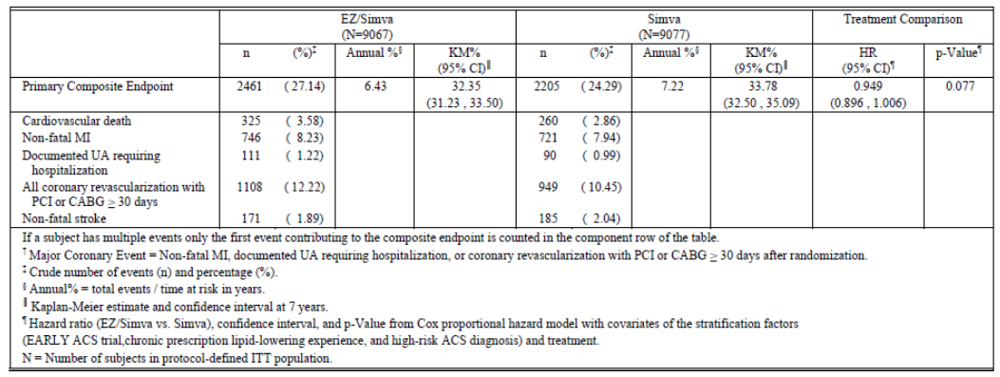 EZ/Simva Simva Treatment Comparison
(N=9067) (N=9077)
n (%)‡ Annual %§ KM% n (%)‡ Annual %§ KM% HR p-Value¶
(95% CI)‖ (95% CI)‖ (95% CI)¶
Primary Composite Endpoint 2461 ( 27.14) 6.43 32.35 2205 ( 24.29) 7.22 33.78 0.949 0.077
(31.23 , 33.50) (32.50 , 35.09) (0.896 , 1.006)
Cardiovascular death 325 ( 3.58) 260 ( 2.86)
Non-fatal MI 746 ( 8.23) 721 ( 7.94)
Documented UA requiring 111 ( 1.22) 90 ( 0.99)
hospitalization
All coronary revascularization with 1108 ( 12.22) 949 ( 10.45)
PCI or CABG ≥ 30 days
Non-fatal stroke 171 ( 1.89) 185 ( 2.04)
If a subject has multiple events only the first event contributing to the composite endpoint is counted in the component row of the table.
† Major Coronary Event = Non-fatal MI, documented UA requiring hospitalization, or coronary revascularization with PCI or CABG ≥ 30 days after randomization.
‡ Crude number of events (n) and percentage (%).
§ Annual% = total events / time at risk in years.
‖ Kaplan-Meier estimate and confidence interval at 7 years.
¶ Hazard ratio (EZ/Simva vs. Simva), confidence interval, and p-Value from Cox proportional hazard model with covariates of the stratification factors
(EARLY ACS trial,chronic prescription lipid-lowering experience, and high-risk ACS diagnosis) and treatment.
N = Number of subjects in protocol-defined ITT population.